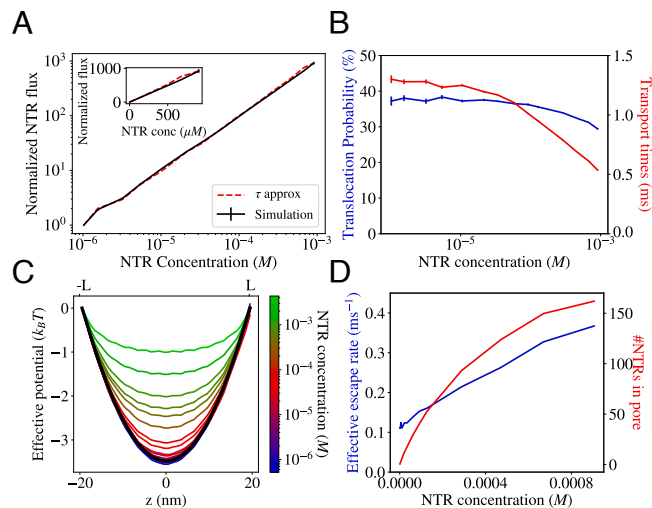 A
Normalized NTR flux
10³
10²
10¹
10⁰
Normalized flux
1000
0
0
500
NTR conc (μM)
τ approx
Simulation
10⁻⁶
10⁻⁵
10⁻⁴
10⁻³
NTR Concentration (M)
B
Translocation Probability (%)
50
40
30
20
10
0
1.5
1.0
0.5
0.0
Transport times (ms)
10⁻⁵
10⁻³
NTR concentration (M)
C
-L
L
Effective potential (k_BT)
0
−1
−2
−3
−20
0
20
z (nm)
10⁻³
10⁻⁴
10⁻⁵
10⁻⁶
NTR concentration (M)
D
Effective escape rate (ms⁻¹)
0.4
0.3
0.2
0.1
0.0
150
100
50
0
#NTRs in pore
0.0000
0.0004
0.0008
NTR concentration (M)